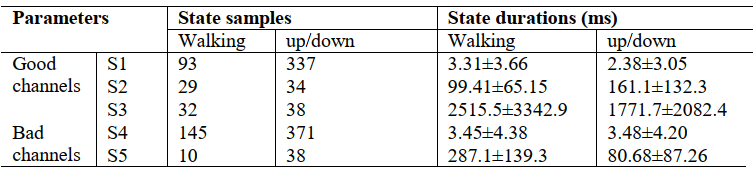 Parameters State samples State durations (ms)
Walking up/down Walking up/down
Good S1 93 337 3.31±3.66 2.38±3.05
channels S2 29 34 99.41±65.15 161.1±132.3
S3 32 38 2515.5±3342.9 1771.7±2082.4
Bad S4 145 371 3.45±4.38 3.48±4.20
channels S5 10 38 287.1±139.3 80.68±87.26